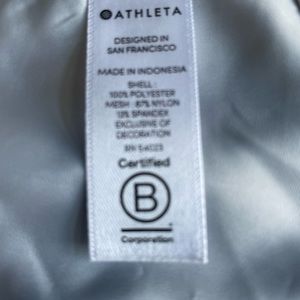 ATHLETA
DESIGNED IN
SAN FRANCISCO
MADE IN INDONESIA
SHELL:
100% POLYESTER
MESH: 87% NYLON
13% SPANDEX
EXCLUSIVE OF
DECORATION
RN 54023
Certified
B
Corporation